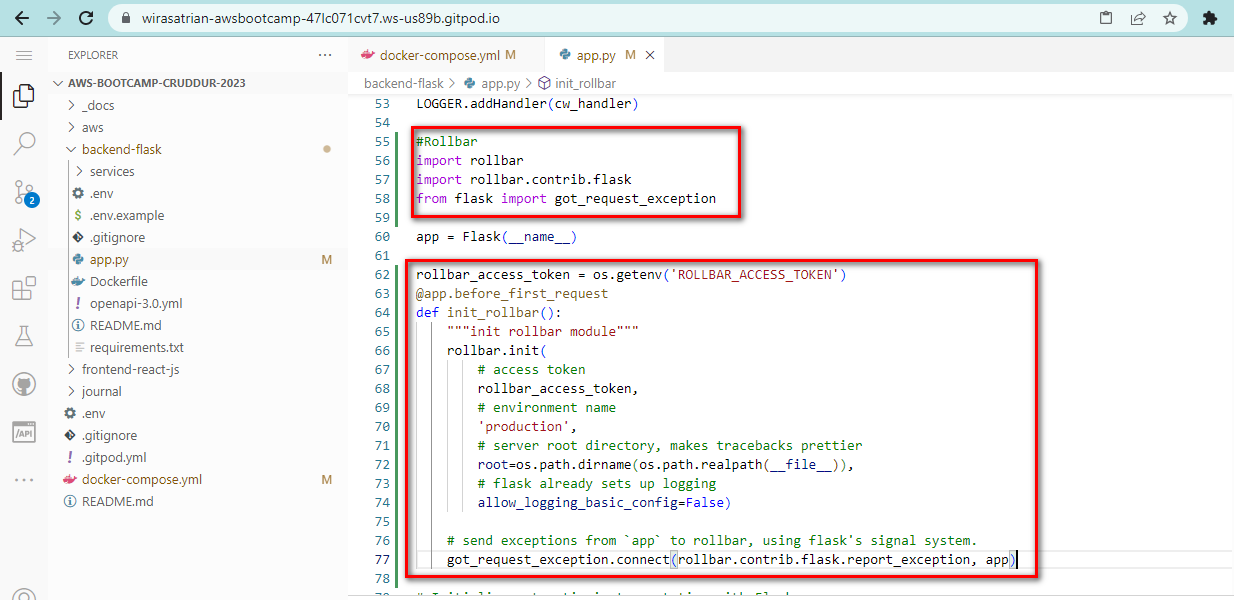 wirasatrian-awsbootcamp-47lc071cvt7.ws-us89b.gitpod.io
EXPLORER
AWS-BOOTCAMP-CRUDDUR-2023
_docs
aws
backend-flask
services
.env
.env.example
.gitignore
app.py M
Dockerfile
openapi-3.0.yml
README.md
requirements.txt
frontend-react-js
journal
.env
.gitignore
.gitpod.yml
docker-compose.yml M
README.md
2
/API
docker-compose.yml M
app.py M
backend-flask > app.py > init_rollbar
53 LOGGER.addHandler(cw_handler)
54
55 #Rollbar
56 import rollbar
57 import rollbar.contrib.flask
58 from flask import got_request_exception
59
60 app = Flask(__name__)
61
62 rollbar_access_token = os.getenv('ROLLBAR_ACCESS_TOKEN')
63 @app.before_first_request
64 def init_rollbar():
65 """init rollbar module"""
66 rollbar.init(
67 # access token
68 rollbar_access_token,
69 # environment name
70 'production',
71 # server root directory, makes tracebacks prettier
72 root=os.path.dirname(os.path.realpath(__file__)),
73 # flask already sets up logging
74 allow_logging_basic_config=False)
75
76 # send exceptions from `app` to rollbar, using flask's signal system.
77 got_request_exception.connect(rollbar.contrib.flask.report_exception, app)
78